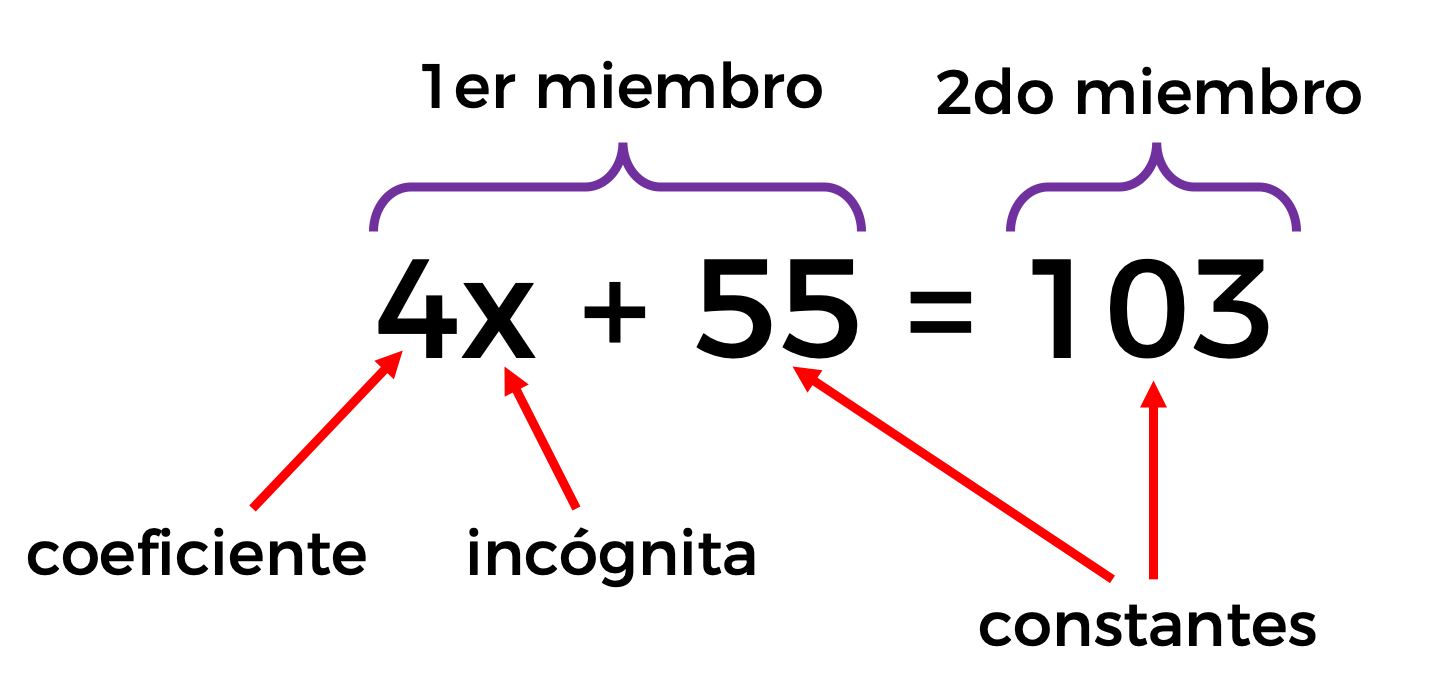 1er miembro
2do miembro
4x + 55 = 103
coeficiente
incógnita
constantes